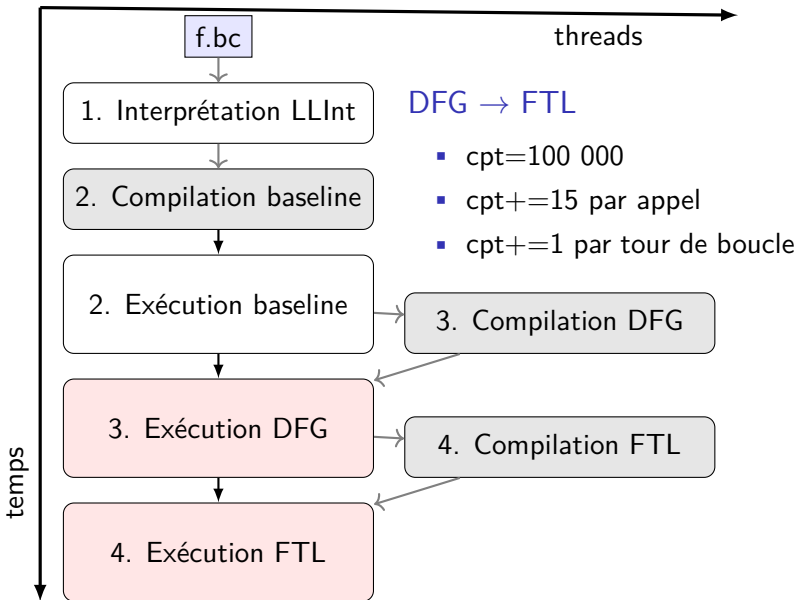 threads
f.bc
1. Interprétation LLInt
DFG → FTL
cpt=100 000
2. Compilation baseline
cpt+=15 par appel
cpt+=1 par tour de boucle
2. Exécution baseline
3. Compilation DFG
3. Exécution DFG
4. Compilation FTL
temps
4. Exécution FTL